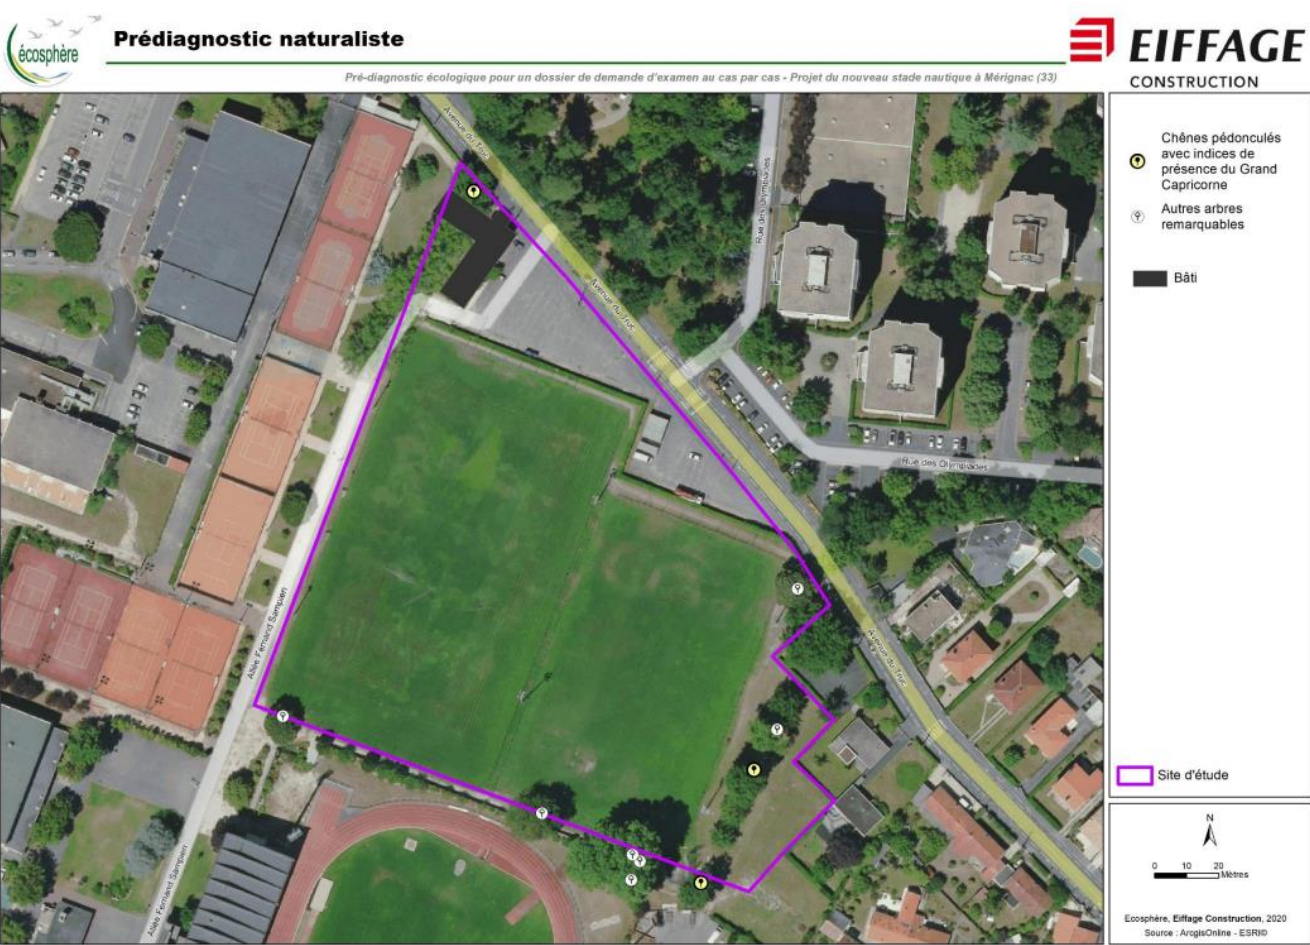 écosphère
Prédiagnostic naturaliste
EIFFAGE
CONSTRUCTION
Pré-diagnostic écologique pour un dossier de demande d'examen au cas par cas - Projet du nouveau stade nautique à Mérignac (33)
Avenue du Truc
Rue des Olympiades
Avenue du Truc
Rue des Olympiades
Allée Fernand Sampien
Avenue du Truc
Allée Fernand Sampien
Chênes pédonculés
avec indices de
présence du Grand
Capricorne
Autres arbres
remarquables
Bâti
Site d'étude
N
0 10 20
Mètres
Ecosphère, Eiffage Construction, 2020
Source : ArcgisOnline - ESRI©